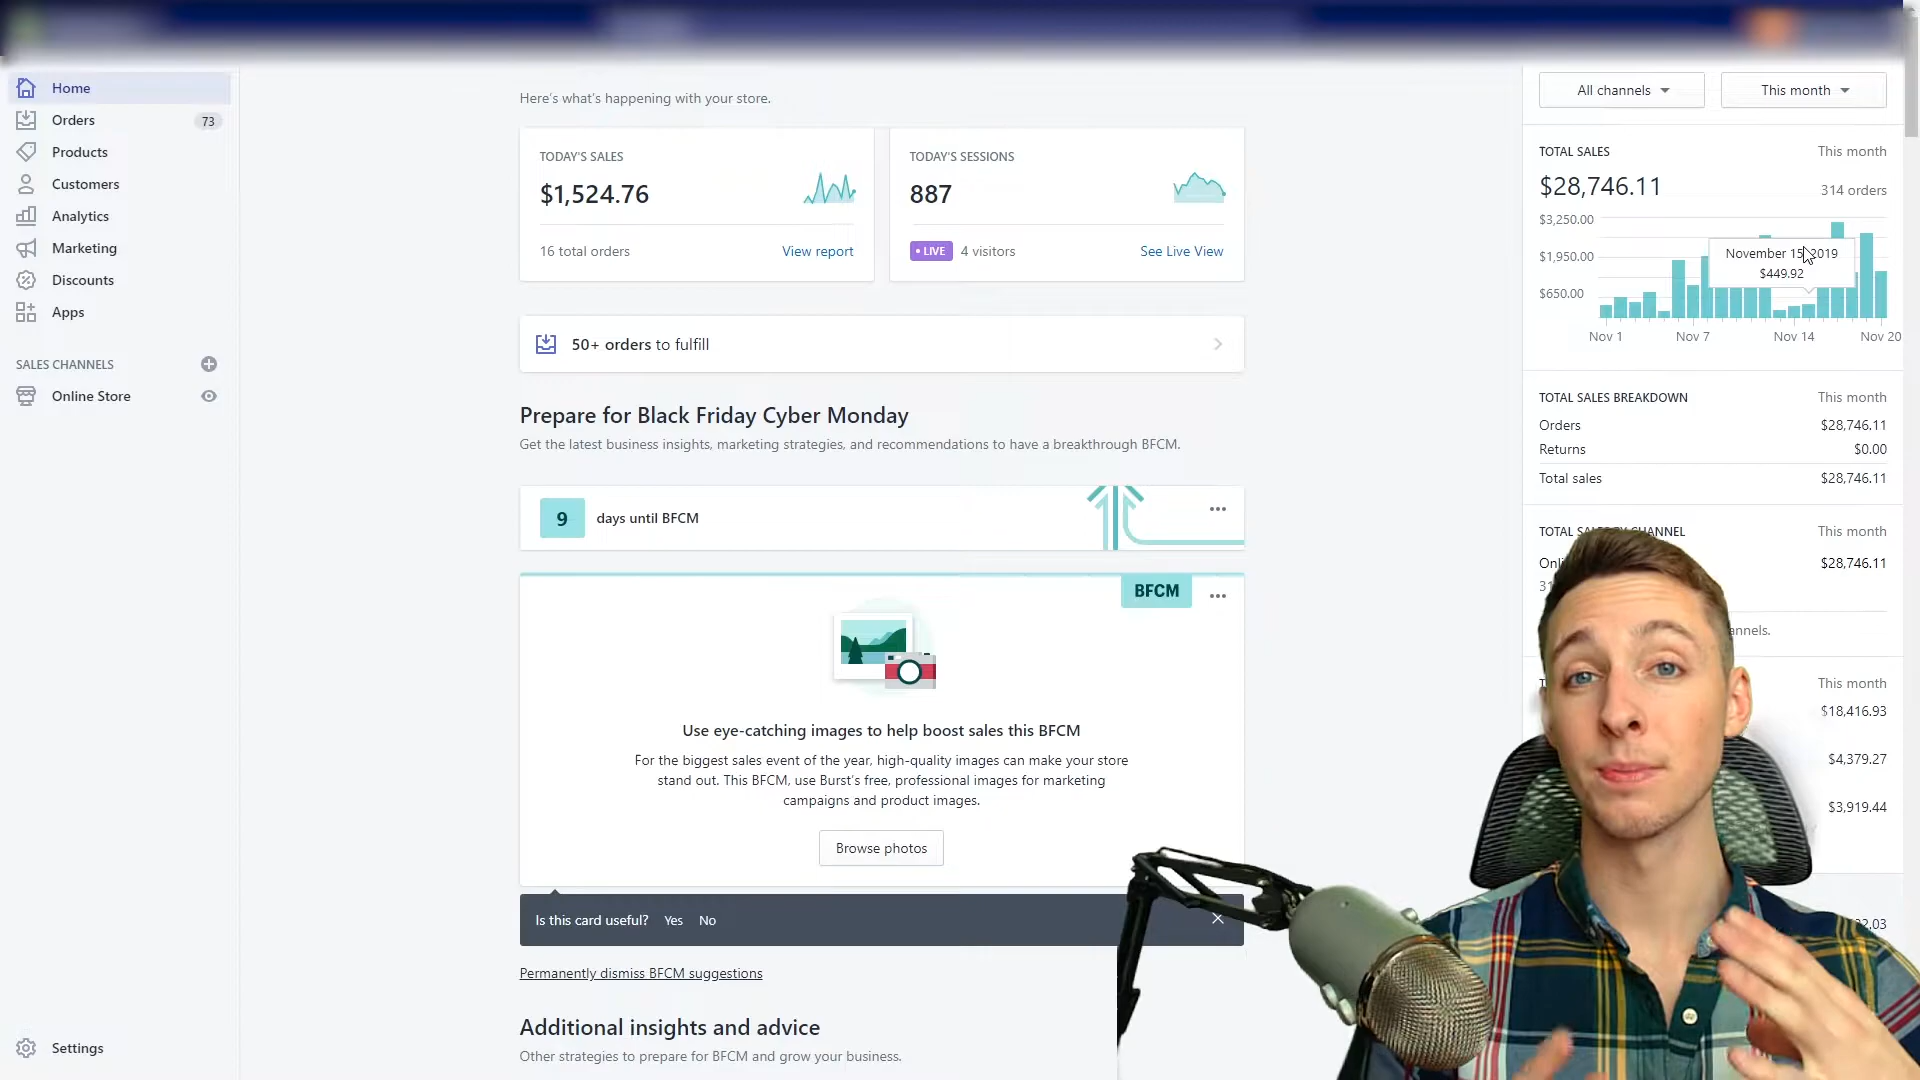 Home
Orders 73
Products
Customers
Analytics
Marketing
Discounts
Apps
SALES CHANNELS
Online Store
Settings
Here's what's happening with your store.
TODAY'S SALES
$1,524.76
16 total orders View report
TODAY'S SESSIONS
887
• LIVE 4 visitors See Live View
50+ orders to fulfill
Prepare for Black Friday Cyber Monday
Get the latest business insights, marketing strategies, and recommendations to have a breakthrough BFCM.
9 days until BFCM
BFCM
Use eye-catching images to help boost sales this BFCM
For the biggest sales event of the year, high-quality images can make your store
stand out. This BFCM, use Burst's free, professional images for marketing
campaigns and product images.
Browse photos
Is this card useful? Yes No
Permanently dismiss BFCM suggestions
Additional insights and advice
Other strategies to prepare for BFCM and grow your business.
All channels This month
TOTAL SALES This month
$28,746.11 314 orders
$3,250.00
$1,950.00
$650.00
November 15, 2019
$449.92
Nov 1 Nov 7 Nov 14 Nov 20
TOTAL SALES BREAKDOWN This month
Orders $28,746.11
Returns $0.00
Total sales $28,746.11
TOTAL SALES BY CHANNEL This month
$28,746.11
This month
$18,416.93
$4,379.27
$3,919.44